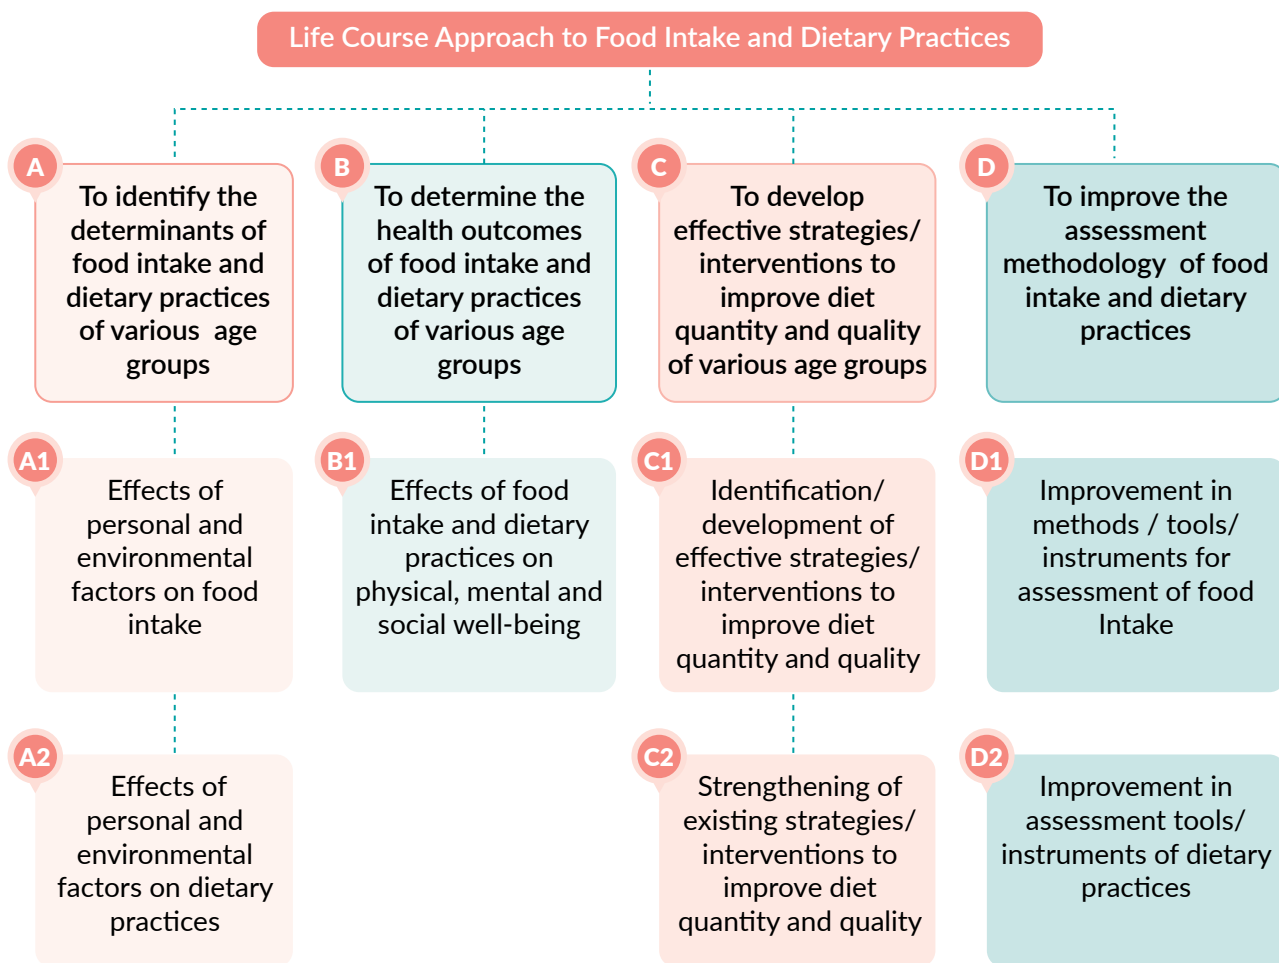 Life Course Approach to Food Intake and Dietary Practices
A
To identify the
determinants of
food intake and
dietary practices
of various age
groups
B
To determine the
health outcomes
of food intake and
dietary practices
of various age
groups
C
To develop
effective strategies/
interventions to
improve diet
quantity and quality
of various age groups
D
To improve the
assessment
methodology of food
intake and dietary
practices
A1
Effects of
personal and
environmental
factors on food
intake
B1
Effects of food
intake and dietary
practices on
physical, mental and
social well-being
C1
Identification/
development of
effective strategies/
interventions to
improve diet
quantity and quality
D1
Improvement in
methods / tools/
instruments for
assessment of food
Intake
A2
Effects of
personal and
environmental
factors on dietary
practices
C2
Strengthening of
existing strategies/
interventions to
improve diet
quantity and quality
D2
Improvement in
assessment tools/
instruments of dietary
practices